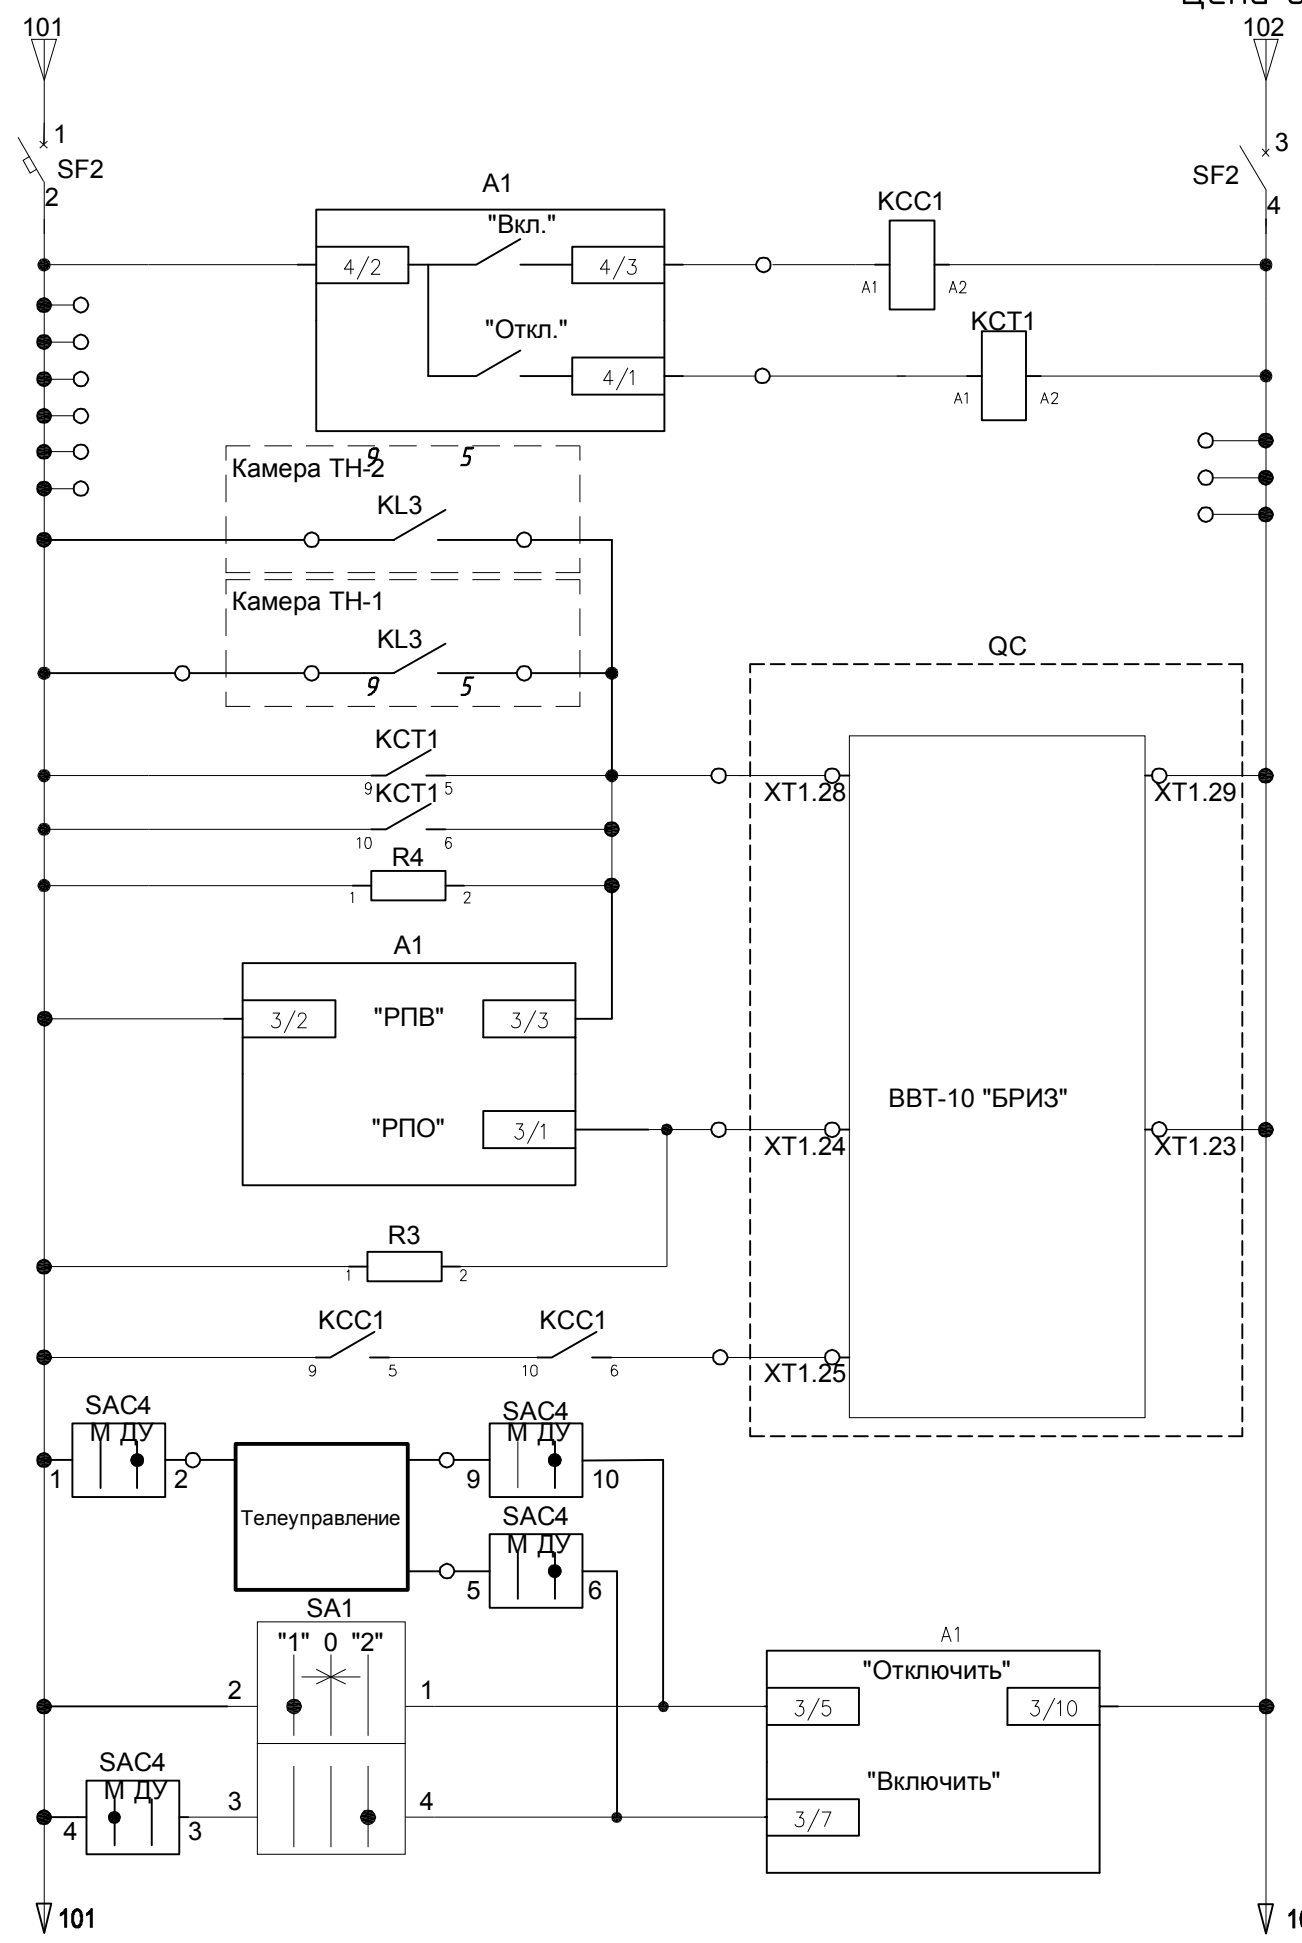 101
102
1
SF2
2
3
SF2
4
A1
"Вкл."
4/2
4/3
KCC1
A1
A2
"Откл."
4/1
KCT1
A1
A2
9
5
Камера ТН-2
KL3
Камера ТН-1
KL3
9
5
QC
KCT1
9
5
KCT1
10
6
R4
1
2
XT1.28
XT1.29
A1
3/2
"РПВ"
3/3
"РПО"
3/1
ВВТ-10 "БРИЗ"
XT1.24
XT1.23
R3
1
2
KCC1
9
5
KCC1
10
6
XT1.25
SAC4
М ДУ
1
2
SAC4
М ДУ
9
10
Телеуправление
SAC4
М ДУ
5
6
SA1
"1" 0 "2"
2
1
A1
"Отключить"
3/5
3/10
SAC4
М ДУ
4
3
3
4
"Включить"
3/7
101